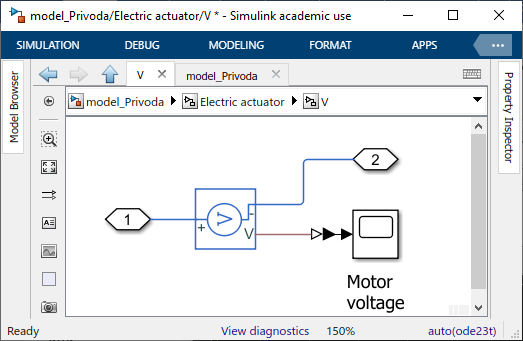 model_Privoda/Electric actuator/V * - Simulink academic use
SIMULATION DEBUG MODELING FORMAT APPS
V model_Privoda
Model Browser
model_Privoda Electric actuator V
Property Inspector
2
1
+ V -
V
Motor
voltage
Ready View diagnostics 150% auto(ode23t)